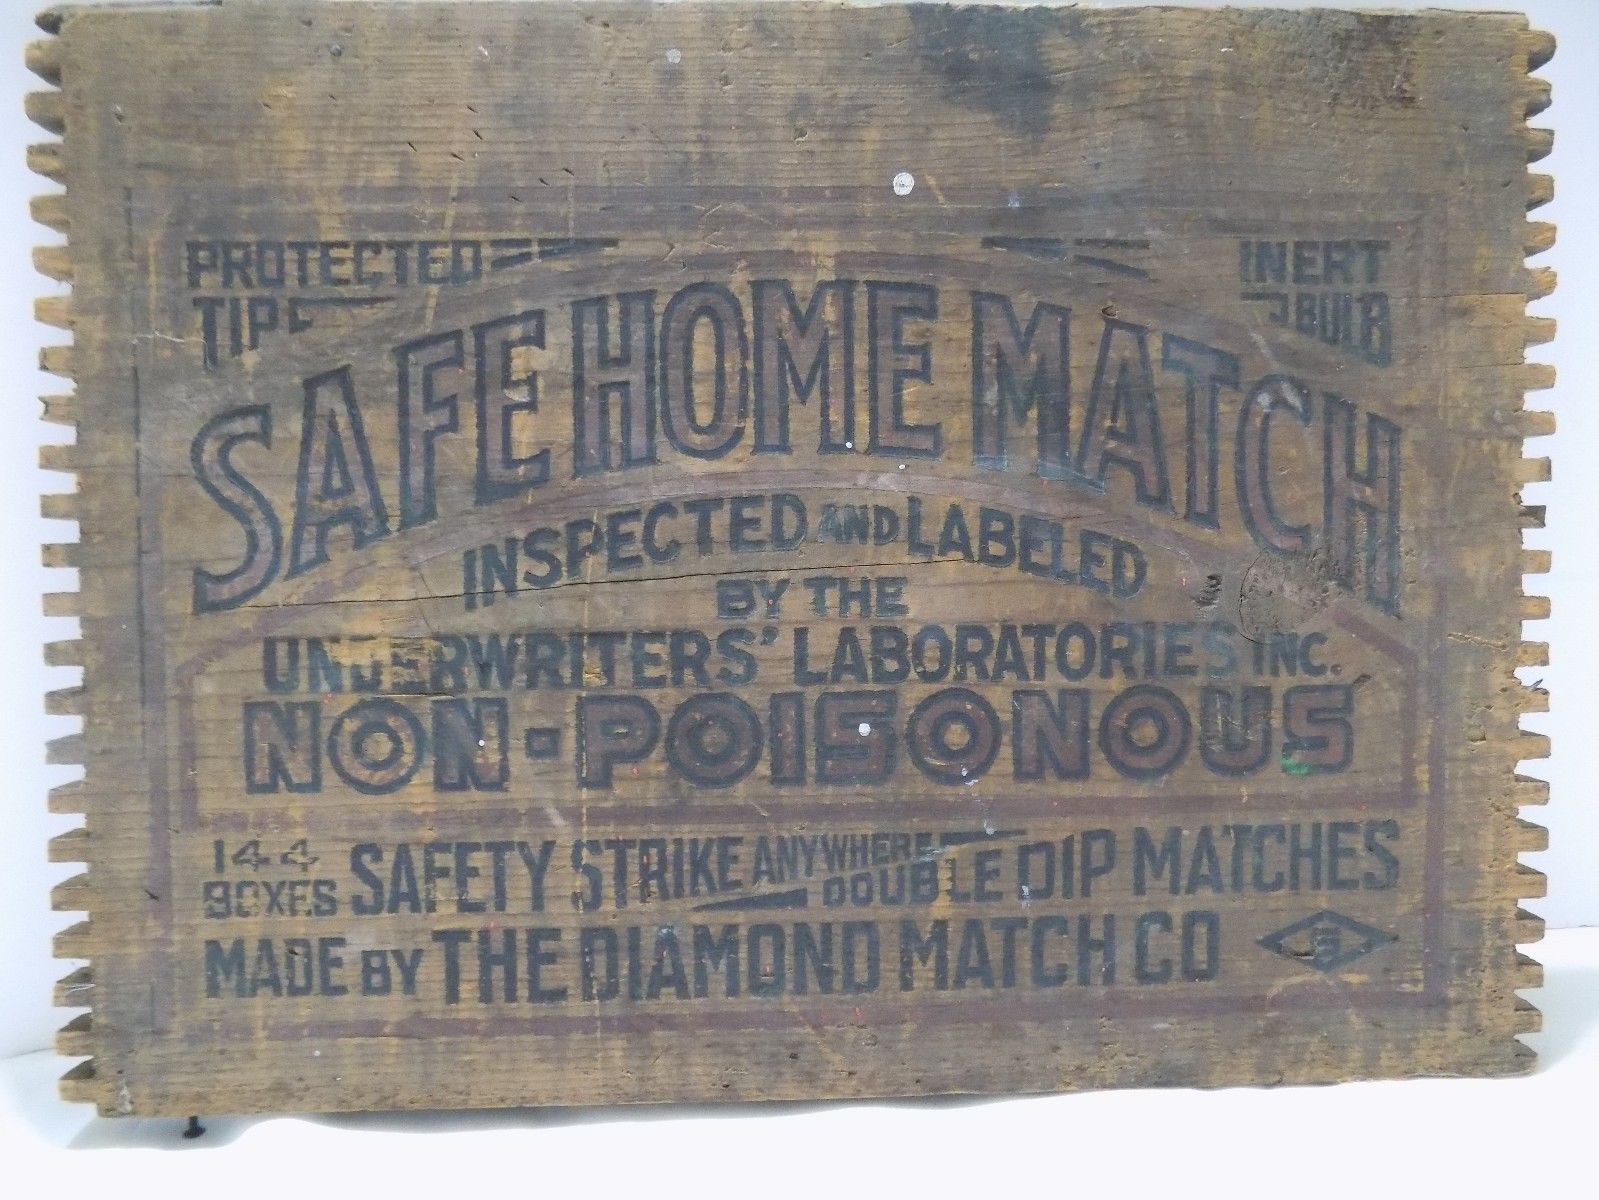 PROTECTED TIP
INERT BULB
SAFE HOME MATCH
INSPECTED AND LABELED
BY THE
UNDERWRITERS' LABORATORIES INC.
NON-POISONOUS
144 BOXES SAFETY STRIKE ANYWHERE DOUBLE DIP MATCHES
MADE BY THE DIAMOND MATCH CO